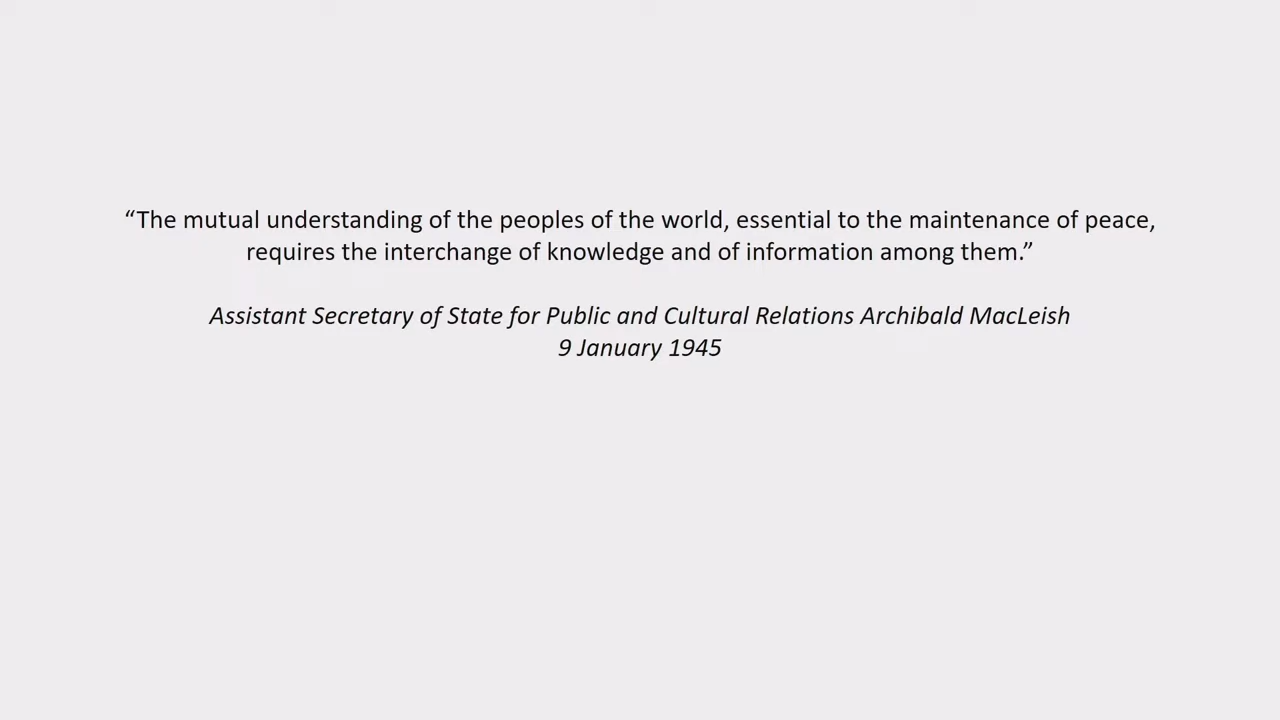 “The mutual understanding of the peoples of the world, essential to the maintenance of peace,
requires the interchange of knowledge and of information among them.”
Assistant Secretary of State for Public and Cultural Relations Archibald MacLeish
9 January 1945